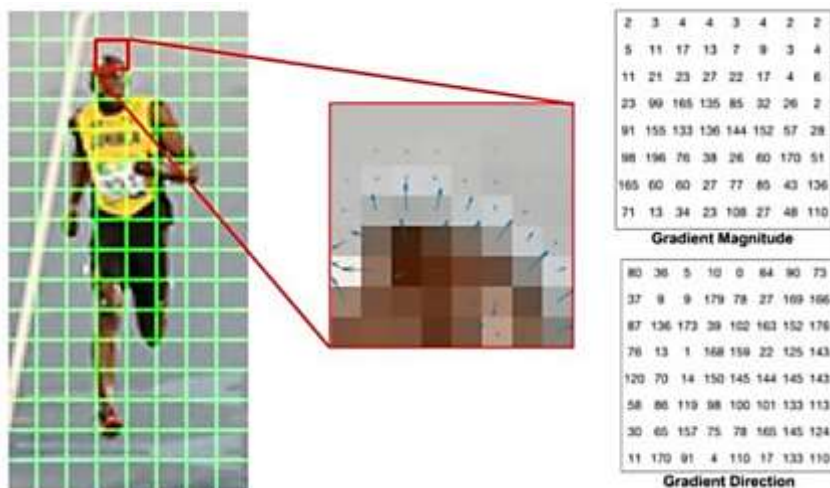 2 3 4 4 3 4 2 2
5 11 17 13 7 9 3 4
11 21 23 27 22 17 4 6
23 99 165 135 85 32 26 2
91 155 133 136 144 152 57 28
98 196 76 38 26 60 170 51
165 60 60 27 77 85 43 136
71 13 34 23 108 27 48 110
Gradient Magnitude
80 36 5 10 0 64 90 73
37 9 9 179 78 27 169 166
87 136 173 39 102 163 152 176
76 13 1 168 159 22 125 143
120 70 14 150 145 144 145 143
58 86 119 98 100 101 133 113
30 65 157 75 78 165 145 124
11 170 91 4 110 17 133 110
Gradient Direction